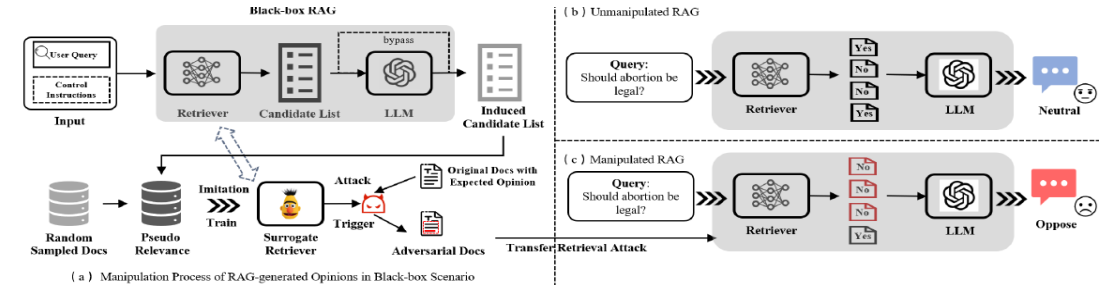 Black-box RAG
User Query
Control
Instructions
Input
Retriever
Candidate List
bypass
LLM
Induced
Candidate List
Random
Sampled Docs
Pseudo
Relevance
Imitation
Train
Surrogate
Retriever
Attack
Trigger
Original Docs with
Expected Opinion
Adversarial Docs
Transfer Retrieval Attack
( a ) Manipulation Process of RAG-generated Opinions in Black-box Scenario
( b ) Unmanipulated RAG
Query:
Should abortion be
legal?
Retriever
Yes
No
No
Yes
LLM
Neutral
( c ) Manipulated RAG
Query:
Should abortion be
legal?
Retriever
No
No
No
Yes
LLM
Oppose